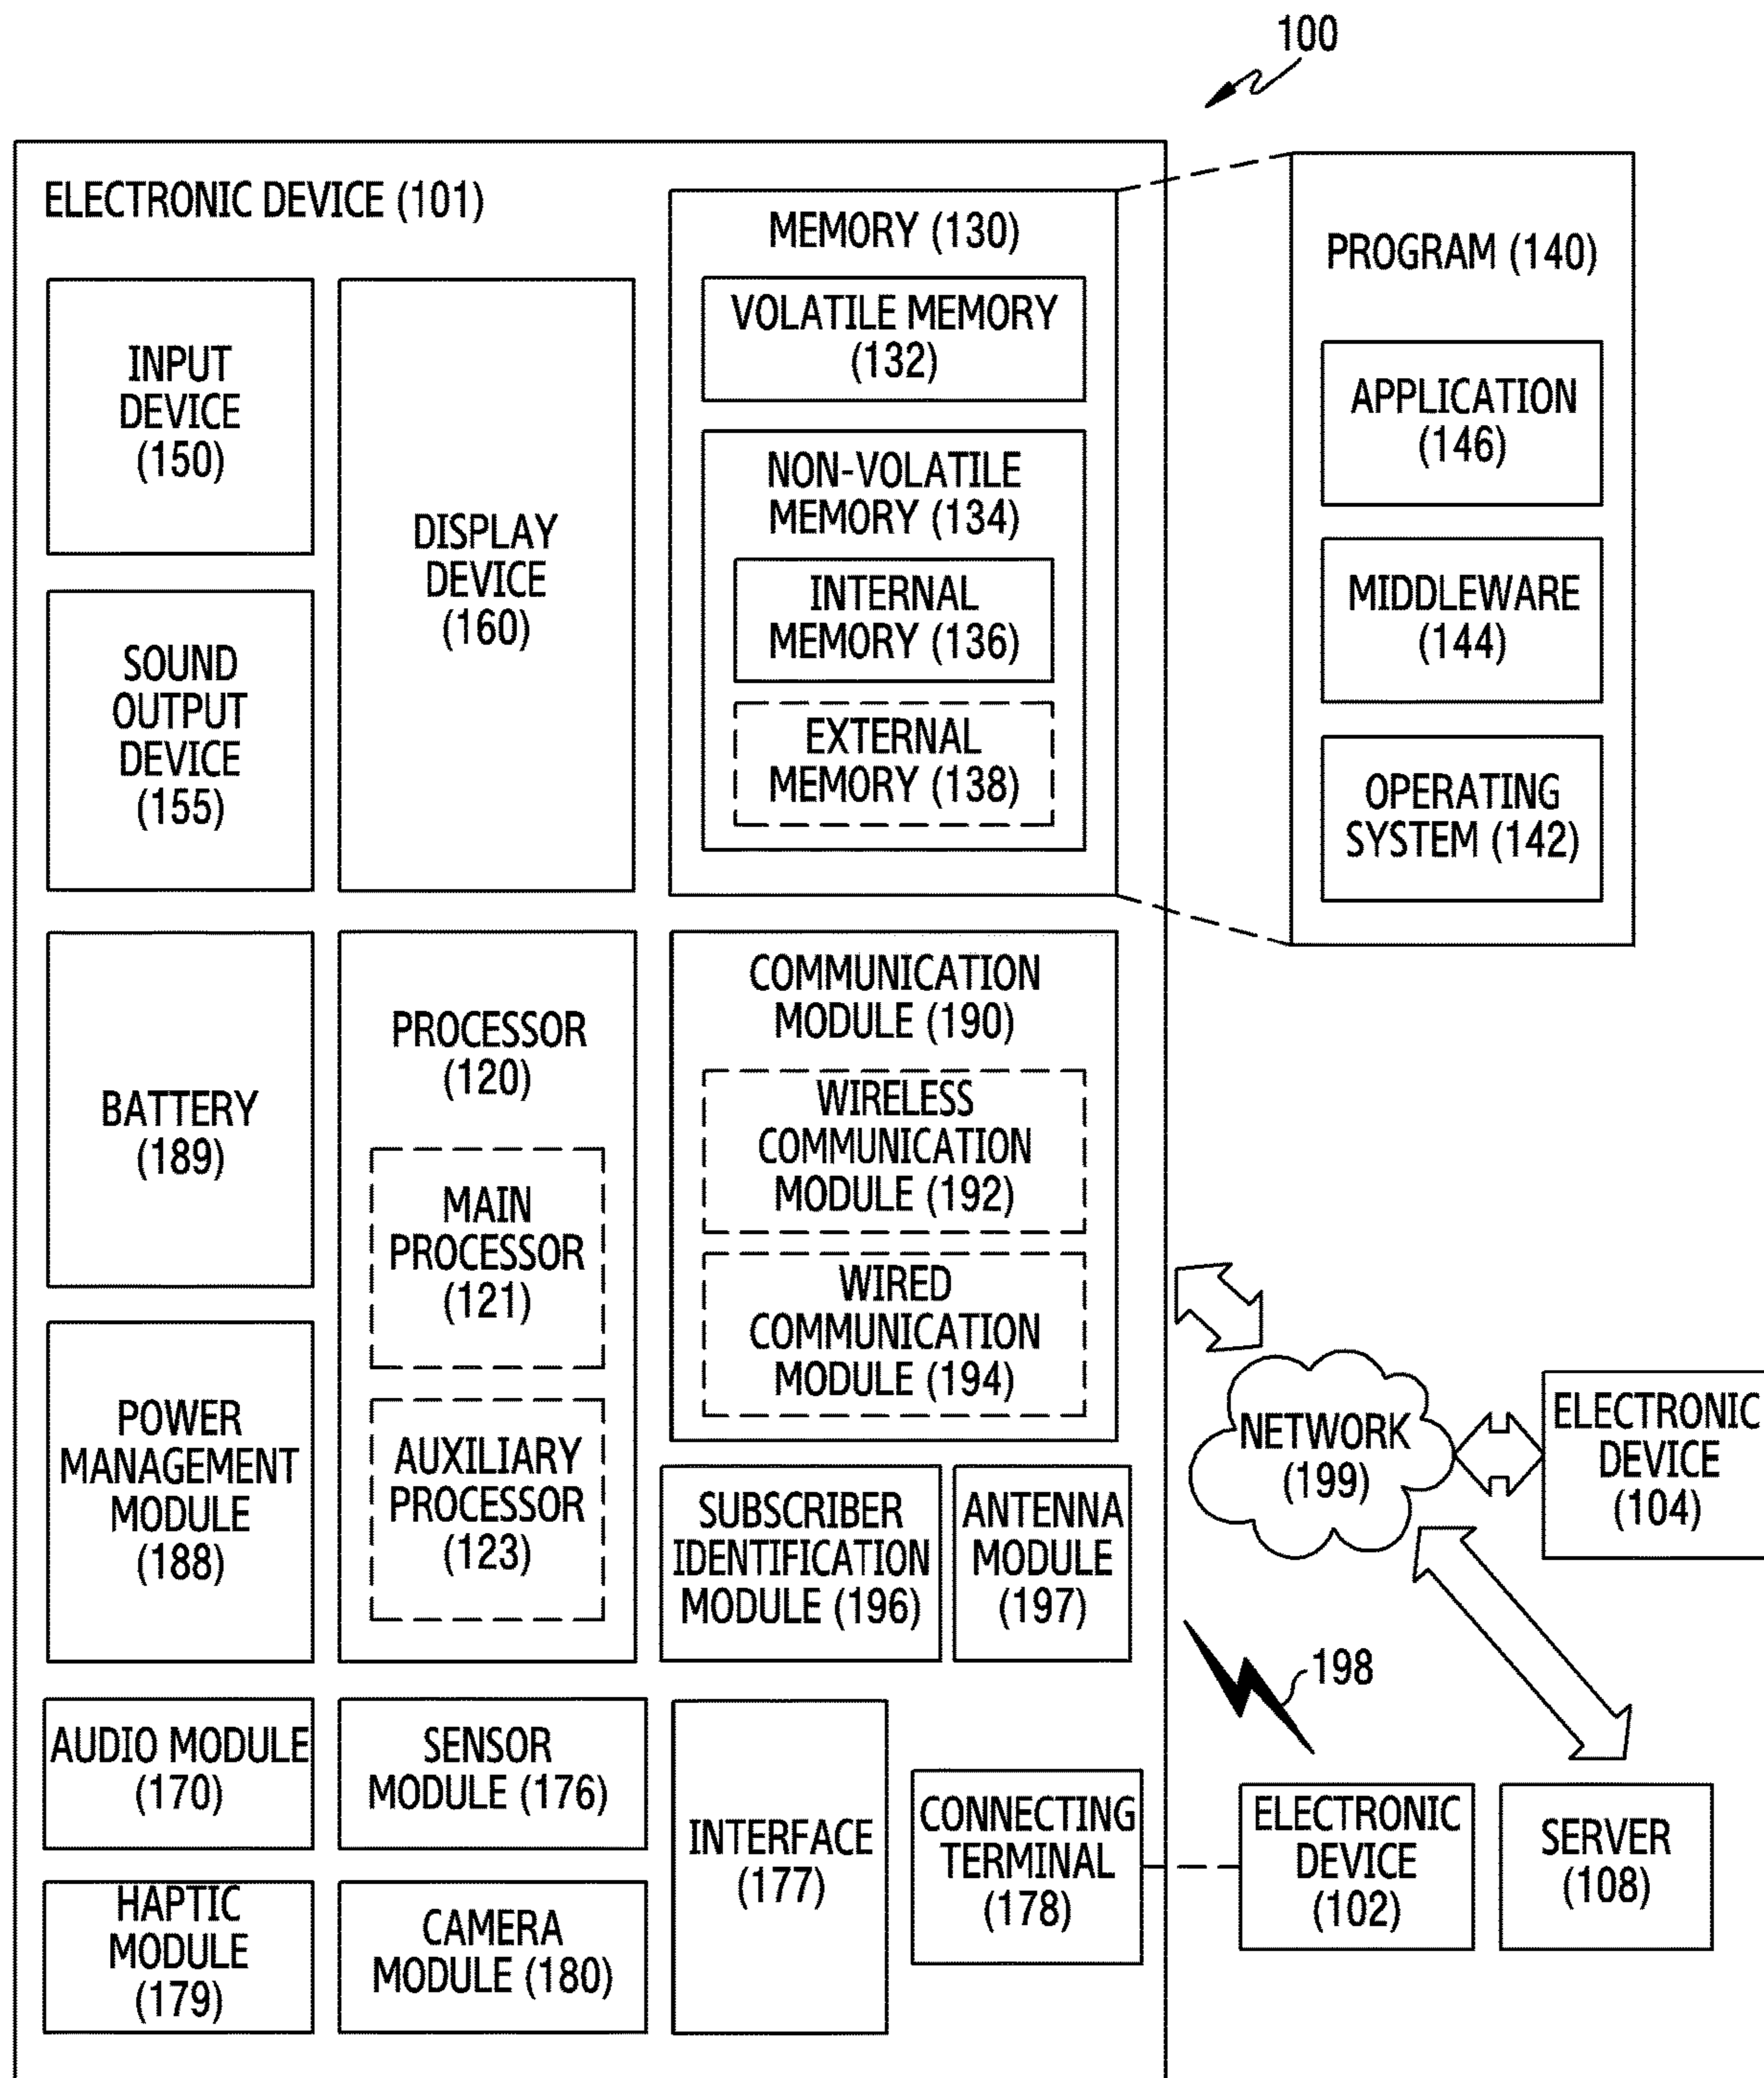 100
ELECTRONIC DEVICE (101)
INPUT
DEVICE
(150)
SOUND
OUTPUT
DEVICE
(155)
DISPLAY
DEVICE
(160)
MEMORY (130)
VOLATILE MEMORY
(132)
NON-VOLATILE
MEMORY (134)
INTERNAL
MEMORY (136)
EXTERNAL
MEMORY (138)
PROGRAM (140)
APPLICATION
(146)
MIDDLEWARE
(144)
OPERATING
SYSTEM (142)
BATTERY
(189)
POWER
MANAGEMENT
MODULE
(188)
PROCESSOR
(120)
MAIN
PROCESSOR
(121)
AUXILIARY
PROCESSOR
(123)
COMMUNICATION
MODULE (190)
WIRELESS
COMMUNICATION
MODULE (192)
WIRED
COMMUNICATION
MODULE (194)
SUBSCRIBER
IDENTIFICATION
MODULE (196)
ANTENNA
MODULE
(197)
NETWORK
(199)
ELECTRONIC
DEVICE
(104)
198
AUDIO MODULE
(170)
SENSOR
MODULE (176)
HAPTIC
MODULE
(179)
CAMERA
MODULE (180)
INTERFACE
(177)
CONNECTING
TERMINAL
(178)
ELECTRONIC
DEVICE
(102)
SERVER
(108)